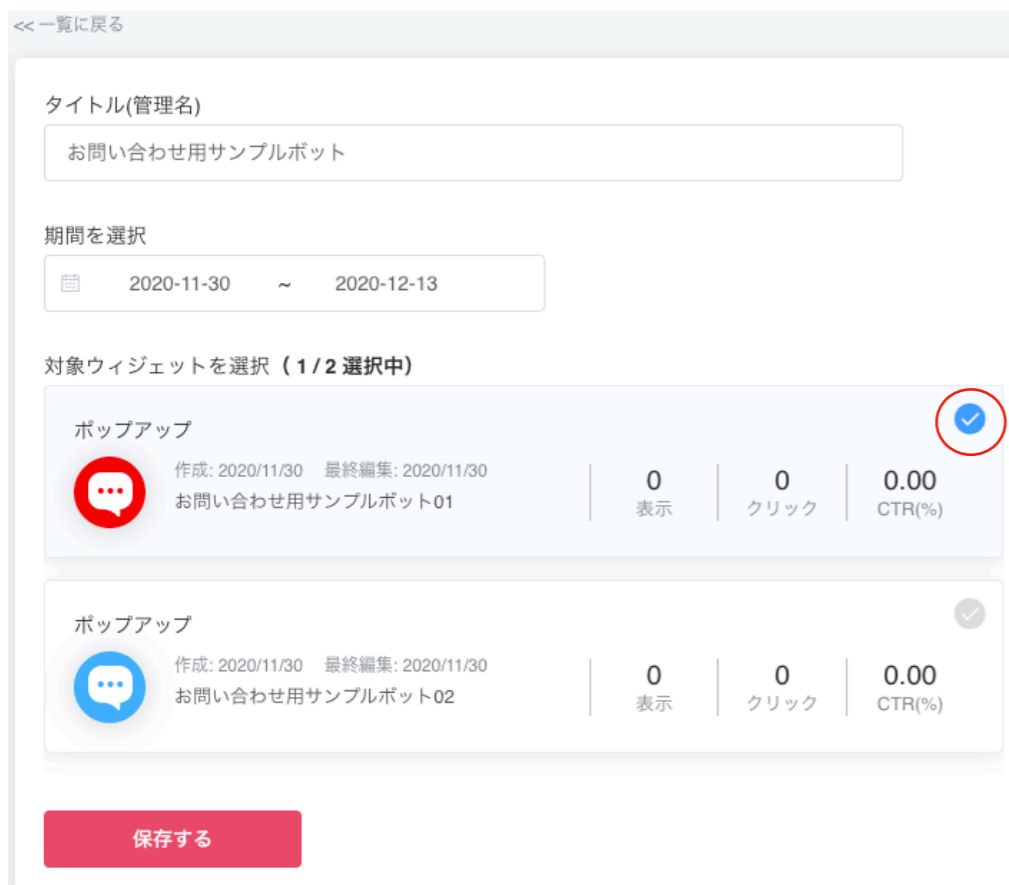 << 一覧に戻る
タイトル(管理名)
お問い合わせ用サンプルボット
期間を選択
2020-11-30 ~ 2020-12-13
対象ウィジェットを選択 ( 1 / 2 選択中)
ポップアップ
作成: 2020/11/30 最終編集: 2020/11/30
お問い合わせ用サンプルボット01
0 0 0.00
表示 クリック CTR(%)
ポップアップ
作成: 2020/11/30 最終編集: 2020/11/30
お問い合わせ用サンプルボット02
0 0 0.00
表示 クリック CTR(%)
保存する